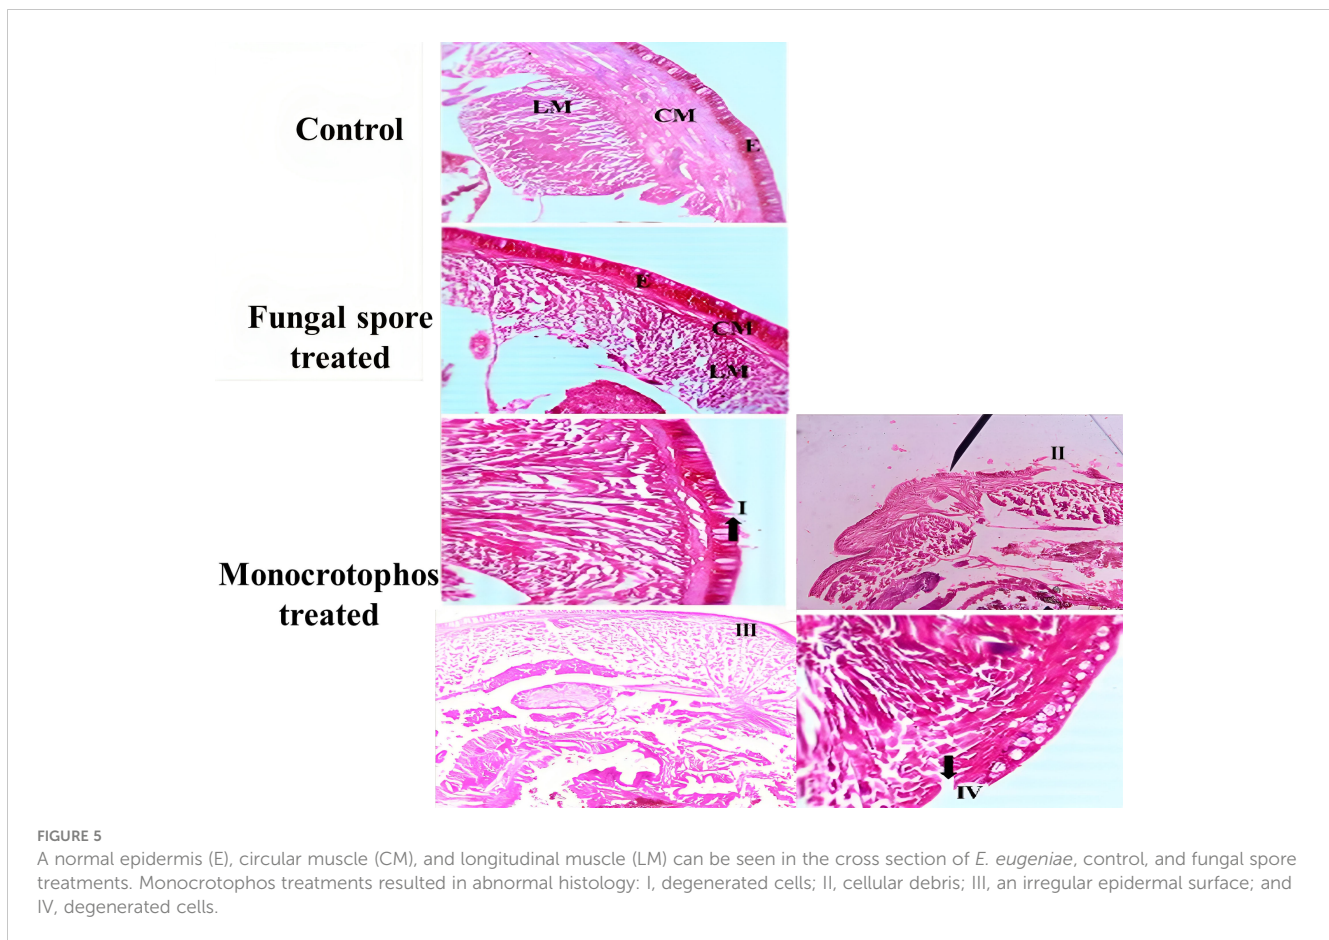 Control
LM
CM
E
Fungal spore
treated
E
CM
LM
Monocrotophos
treated
I
II
III
IV
FIGURE 5
A normal epidermis (E), circular muscle (CM), and longitudinal muscle (LM) can be seen in the cross section of E. eugeniae, control, and fungal spore
treatments. Monocrotophos treatments resulted in abnormal histology: I, degenerated cells; II, cellular debris; III, an irregular epidermal surface; and
IV, degenerated cells.